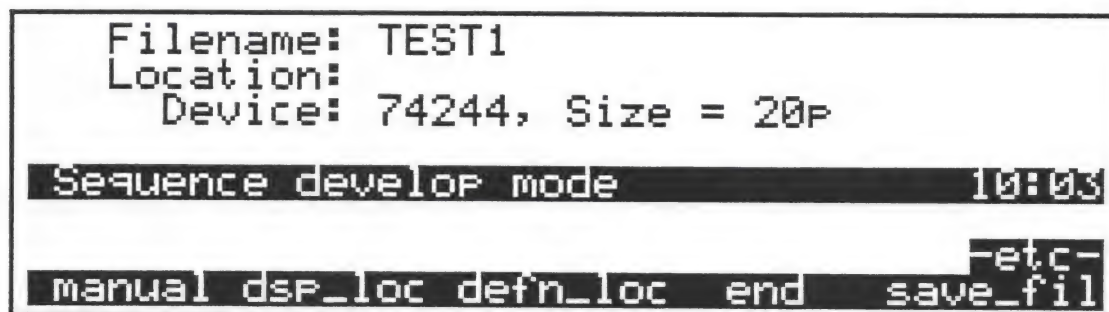 Filename: TEST1
Location:
Device: 74244, Size = 20p
Sequence develop mode 10:03
-etc-
manual dsp_loc defn_loc end save_fil